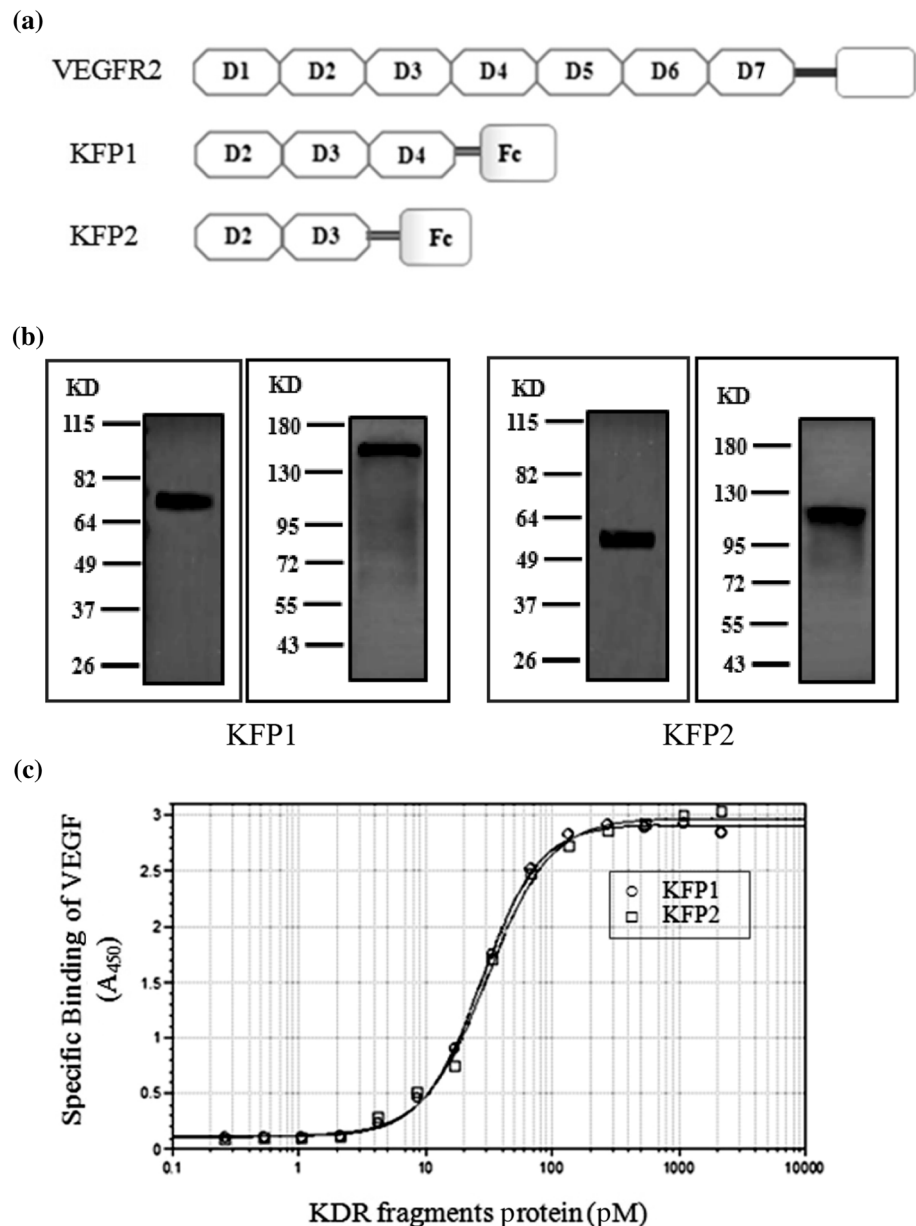 (a)
VEGFR2 D1 D2 D3 D4 D5 D6 D7
KFP1 D2 D3 D4 Fc
KFP2 D2 D3 Fc
(b)
KD
115
82
64
49
37
26
KD
180
130
95
72
55
43
KFP1
KD
115
82
64
49
37
26
KD
180
130
95
72
55
43
KFP2
(c)
Specific Binding of VEGF
(A450)
3
2.5
2
1.5
1
0.5
0
KFP1
KFP2
0.1 1 10 100 1000 10000
KDR fragments protein (pM)